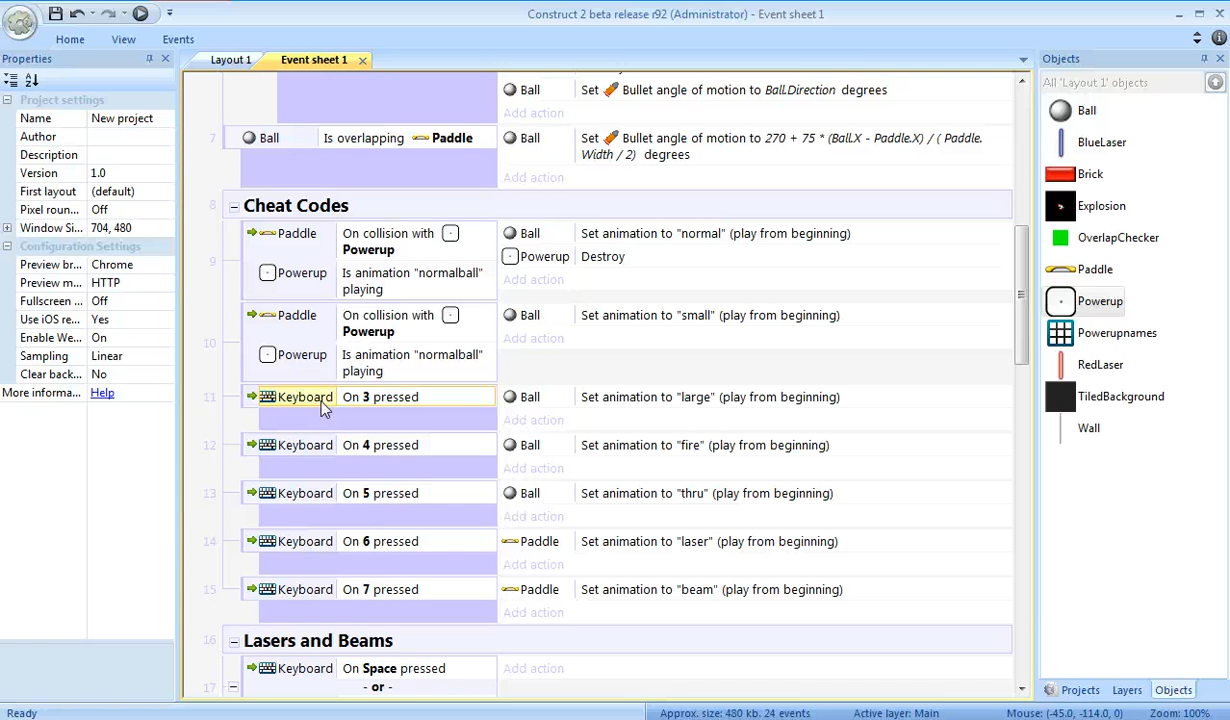 Construct 2 beta release r92 (Administrator) - Event sheet 1
Home View Events
Properties
Layout 1 Event sheet 1
Objects
Project settings
Name New project
Author
Description
Version 1.0
First layout (default)
Pixel roun... Off
Window Si... 704, 480
Configuration Settings
Preview br... Chrome
Preview m... HTTP
Fullscreen ... Off
Use iOS re... Yes
Enable We... On
Sampling Linear
Clear back... No
More informa... Help
Ball Set Bullet angle of motion to Ball.Direction degrees
Add action
7 Ball Is overlapping Paddle Ball Set Bullet angle of motion to 270 + 75 * (Ball.X - Paddle.X) / ( Paddle.
Width / 2) degrees
Add action
8 Cheat Codes
9 Paddle On collision with Powerup Ball Set animation to "normal" (play from beginning)
Powerup Is animation "normalball" playing Powerup Destroy
Add action
10 Paddle On collision with Powerup Ball Set animation to "small" (play from beginning)
Powerup Is animation "normalball" playing
11 Keyboard On 3 pressed Ball Set animation to "large" (play from beginning)
Add action
12 Keyboard On 4 pressed Ball Set animation to "fire" (play from beginning)
Add action
13 Keyboard On 5 pressed Ball Set animation to "thru" (play from beginning)
Add action
14 Keyboard On 6 pressed Paddle Set animation to "laser" (play from beginning)
Add action
15 Keyboard On 7 pressed Paddle Set animation to "beam" (play from beginning)
Add action
16 Lasers and Beams
17 Keyboard On Space pressed Add action
- or -
All 'Layout 1' objects
Ball
BlueLaser
Brick
Explosion
OverlapChecker
Paddle
Powerup
Powerupnames
RedLaser
TiledBackground
Wall
Projects Layers Objects
Ready Approx. size: 480 kb. 24 events Active layer: Main Mouse: (-45.0, -114.0, 0) Zoom: 100%